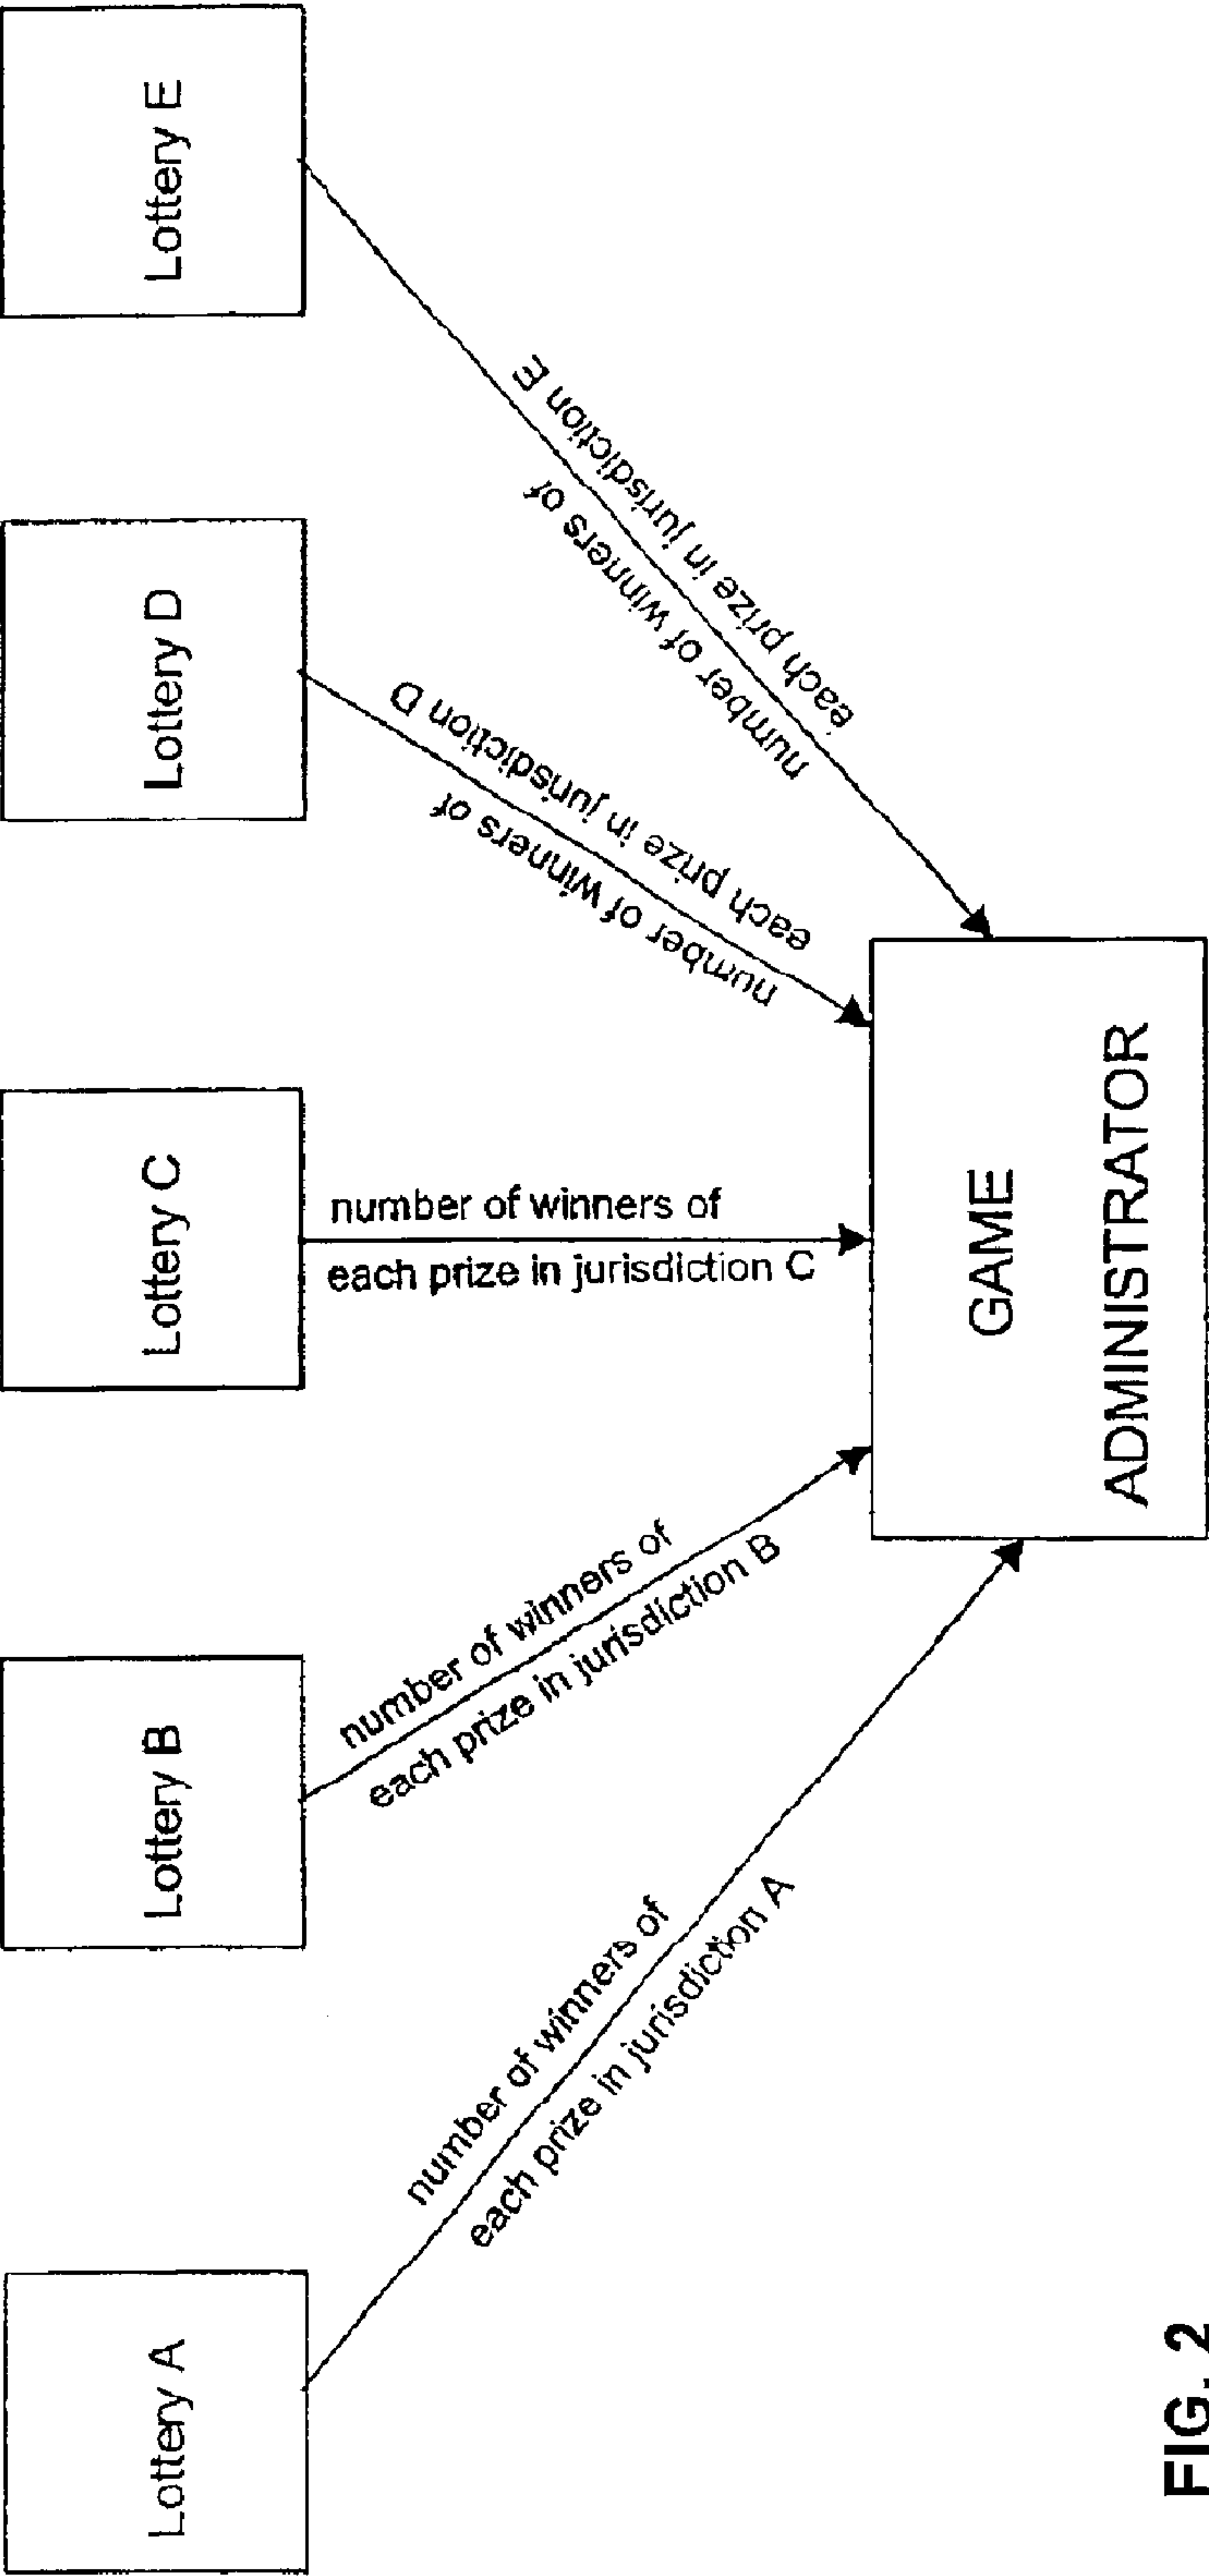 Lottery A
Lottery B
Lottery C
Lottery D
Lottery E
number of winners of
each prize in jurisdiction A
number of winners of
each prize in jurisdiction B
number of winners of
each prize in jurisdiction C
number of winners of
each prize in jurisdiction D
number of winners of
each prize in jurisdiction E
GAME
ADMINISTRATOR
FIG. 2